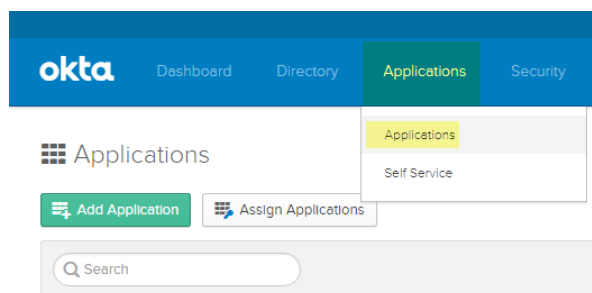 okta Dashboard Directory Applications Security
Applications
Self Service
Applications
Add Application Assign Applications
Search